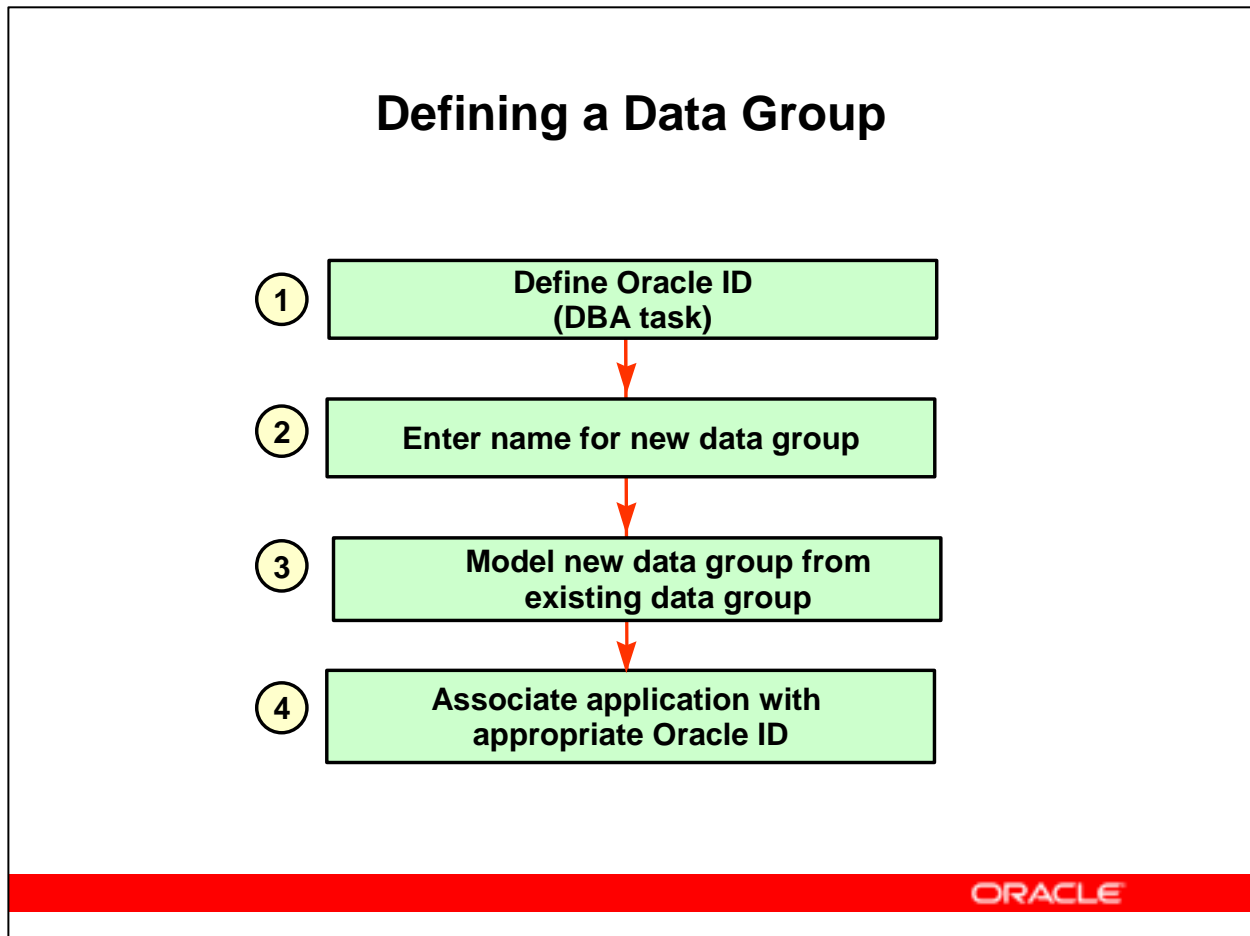 Defining a Data Group
1
Define Oracle ID
(DBA task)
2
Enter name for new data group
3
Model new data group from
existing data group
4
Associate application with
appropriate Oracle ID
ORACLE